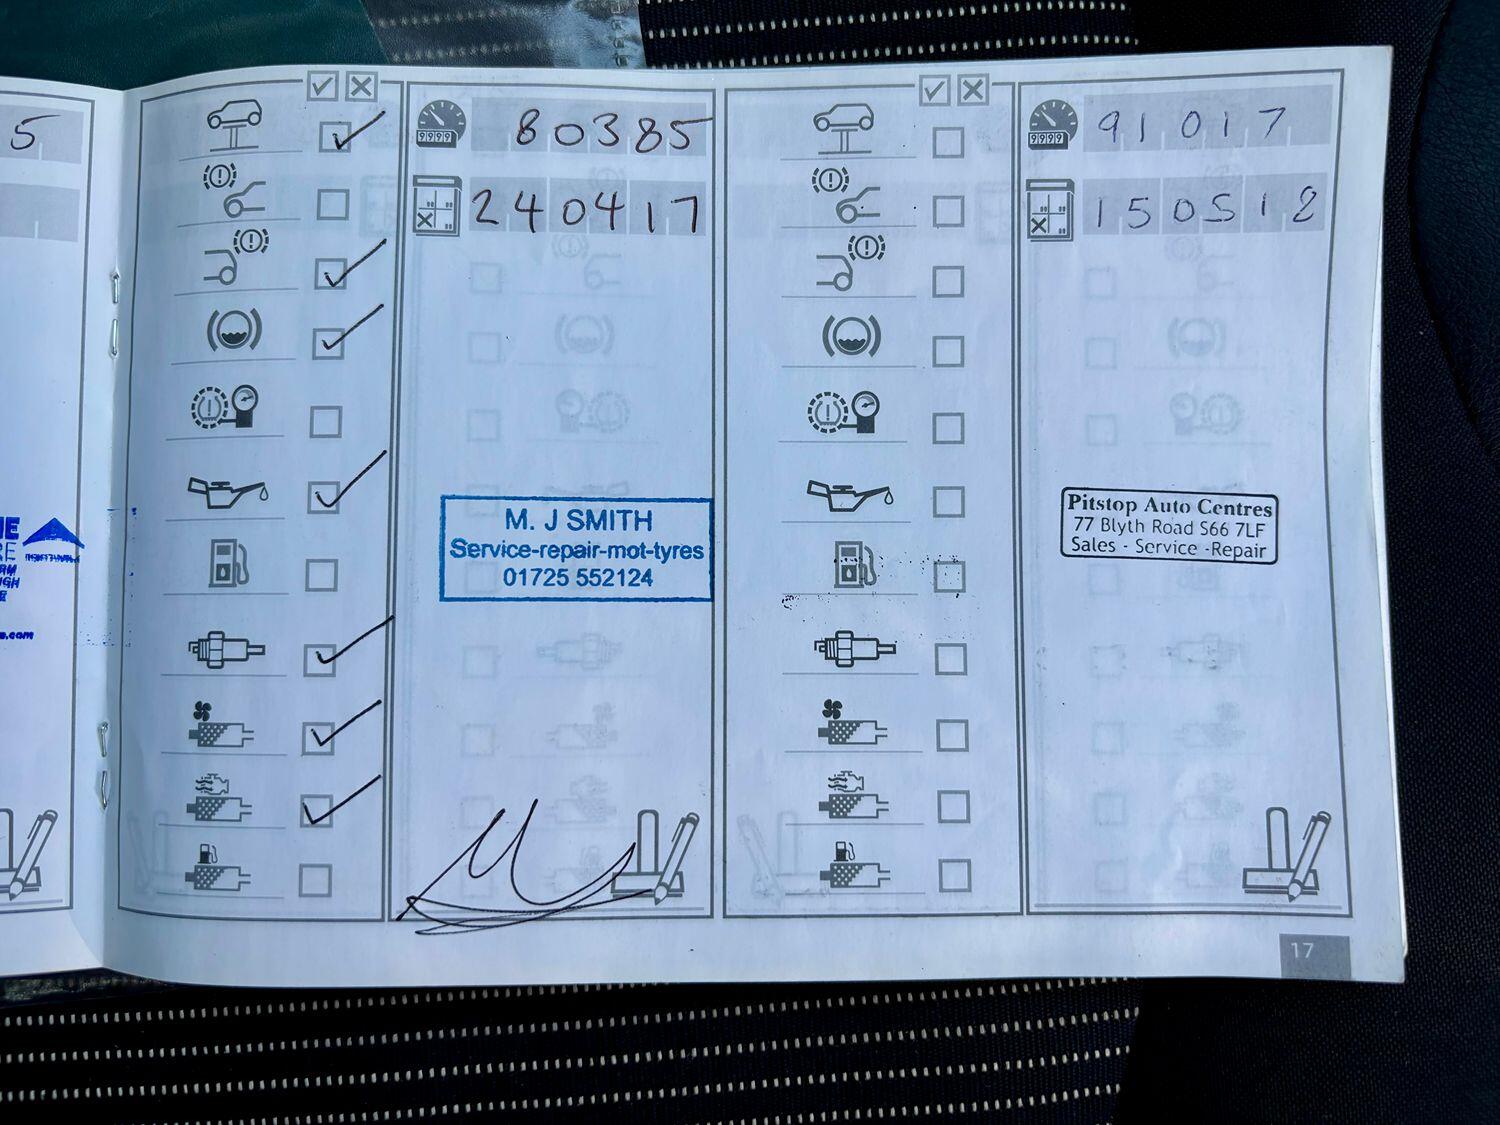 5
80385
240417
M. J SMITH
Service-repair-mot-tyres
01725 552124
91017
150518
Pitstop Auto Centres
77 Blyth Road S66 7LF
Sales - Service -Repair
17